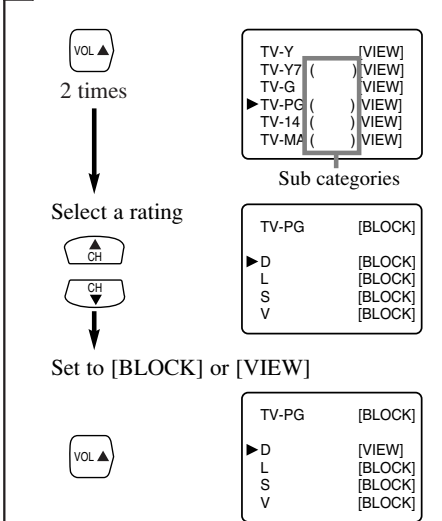 VOL ▲
2 times
TV-Y [VIEW]
TV-Y7 ( ) [VIEW]
TV-G [VIEW]
▶TV-PG ( ) [VIEW]
TV-14 ( ) [VIEW]
TV-MA ( ) [VIEW]
Sub categories
Select a rating
▲
CH
CH
▼
TV-PG [BLOCK]
▶D [BLOCK]
L [BLOCK]
S [BLOCK]
V [BLOCK]
Set to [BLOCK] or [VIEW]
VOL ▲
TV-PG [BLOCK]
▶D [VIEW]
L [BLOCK]
S [BLOCK]
V [BLOCK]